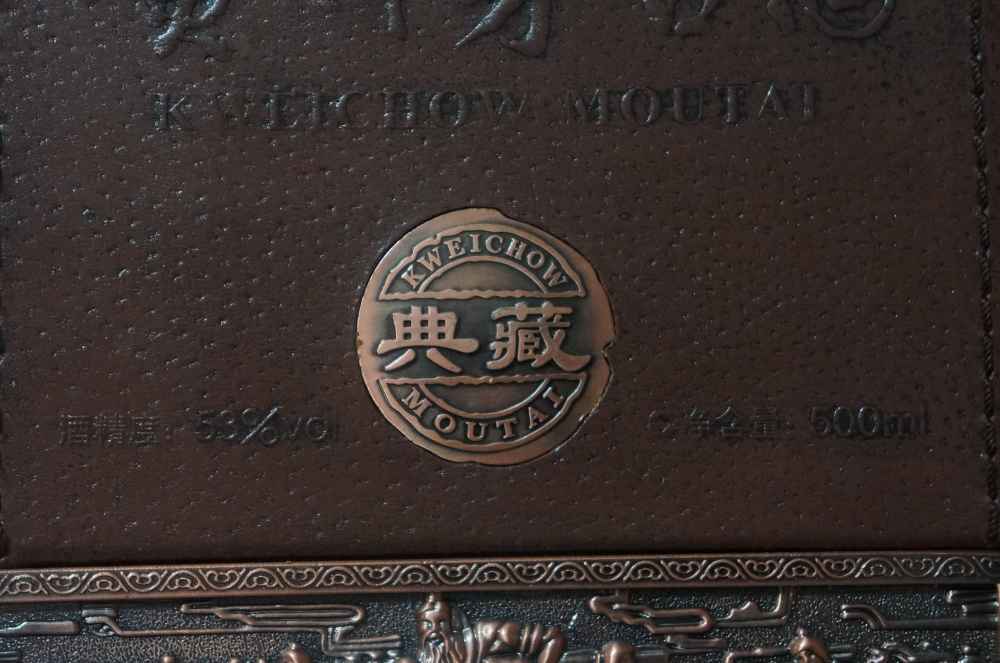 KWEICHOW MOUTAI
KWEICHOW
典藏
MOUTAI
酒精度: 53%vol
净含量: 500ml